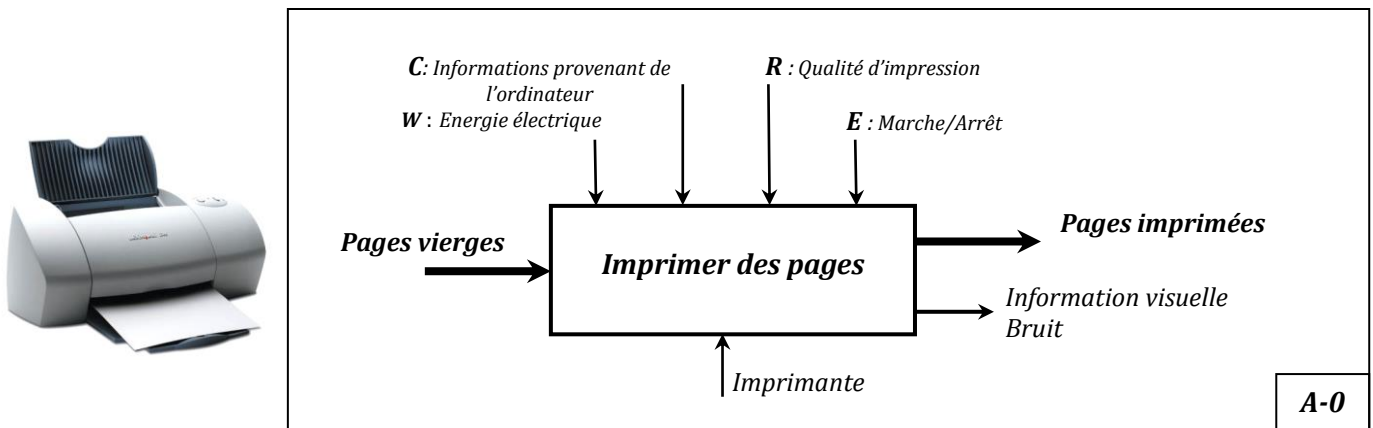 C: Informations provenant de
l'ordinateur
W : Energie électrique
R : Qualité d'impression
E : Marche/Arrêt
Pages vierges
Imprimer des pages
Pages imprimées
Information visuelle
Bruit
Imprimante
A-0